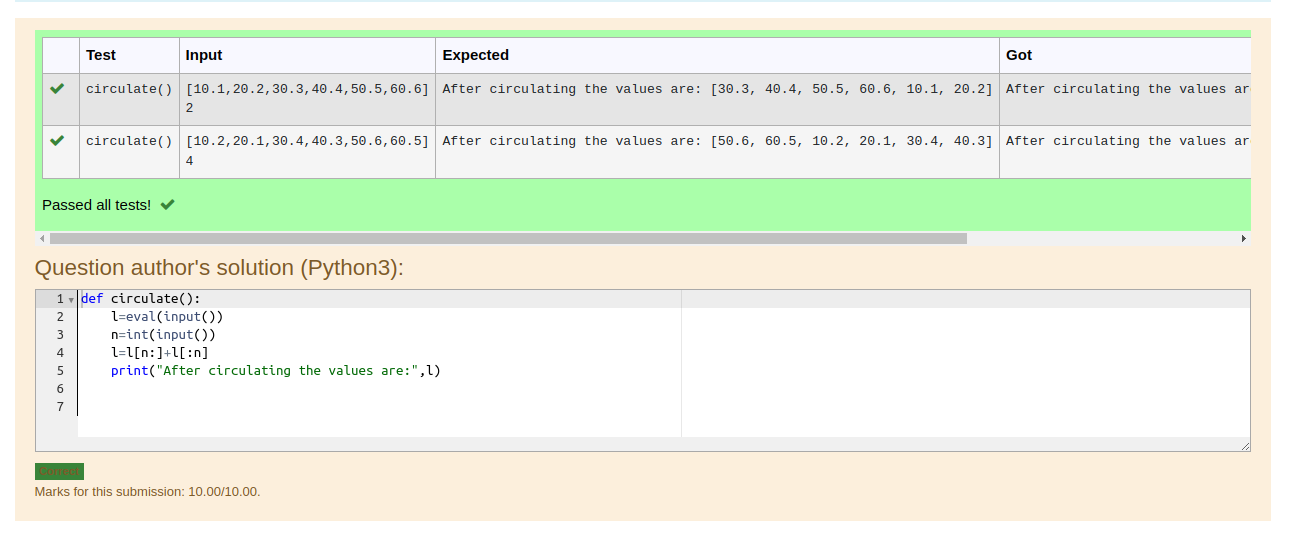 Test Input Expected Got
circulate() [10.1,20.2,30.3,40.4,50.5,60.6] After circulating the values are: [30.3, 40.4, 50.5, 60.6, 10.1, 20.2] After circulating the values ar
2
circulate() [10.2,20.1,30.4,40.3,50.6,60.5] After circulating the values are: [50.6, 60.5, 10.2, 20.1, 30.4, 40.3] After circulating the values ar
4
Passed all tests!
Question author's solution (Python3):
1 def circulate():
2     l=eval(input())
3     n=int(input())
4     l=l[n:]+l[:n]
5     print("After circulating the values are:",l)
6
7
Correct
Marks for this submission: 10.00/10.00.